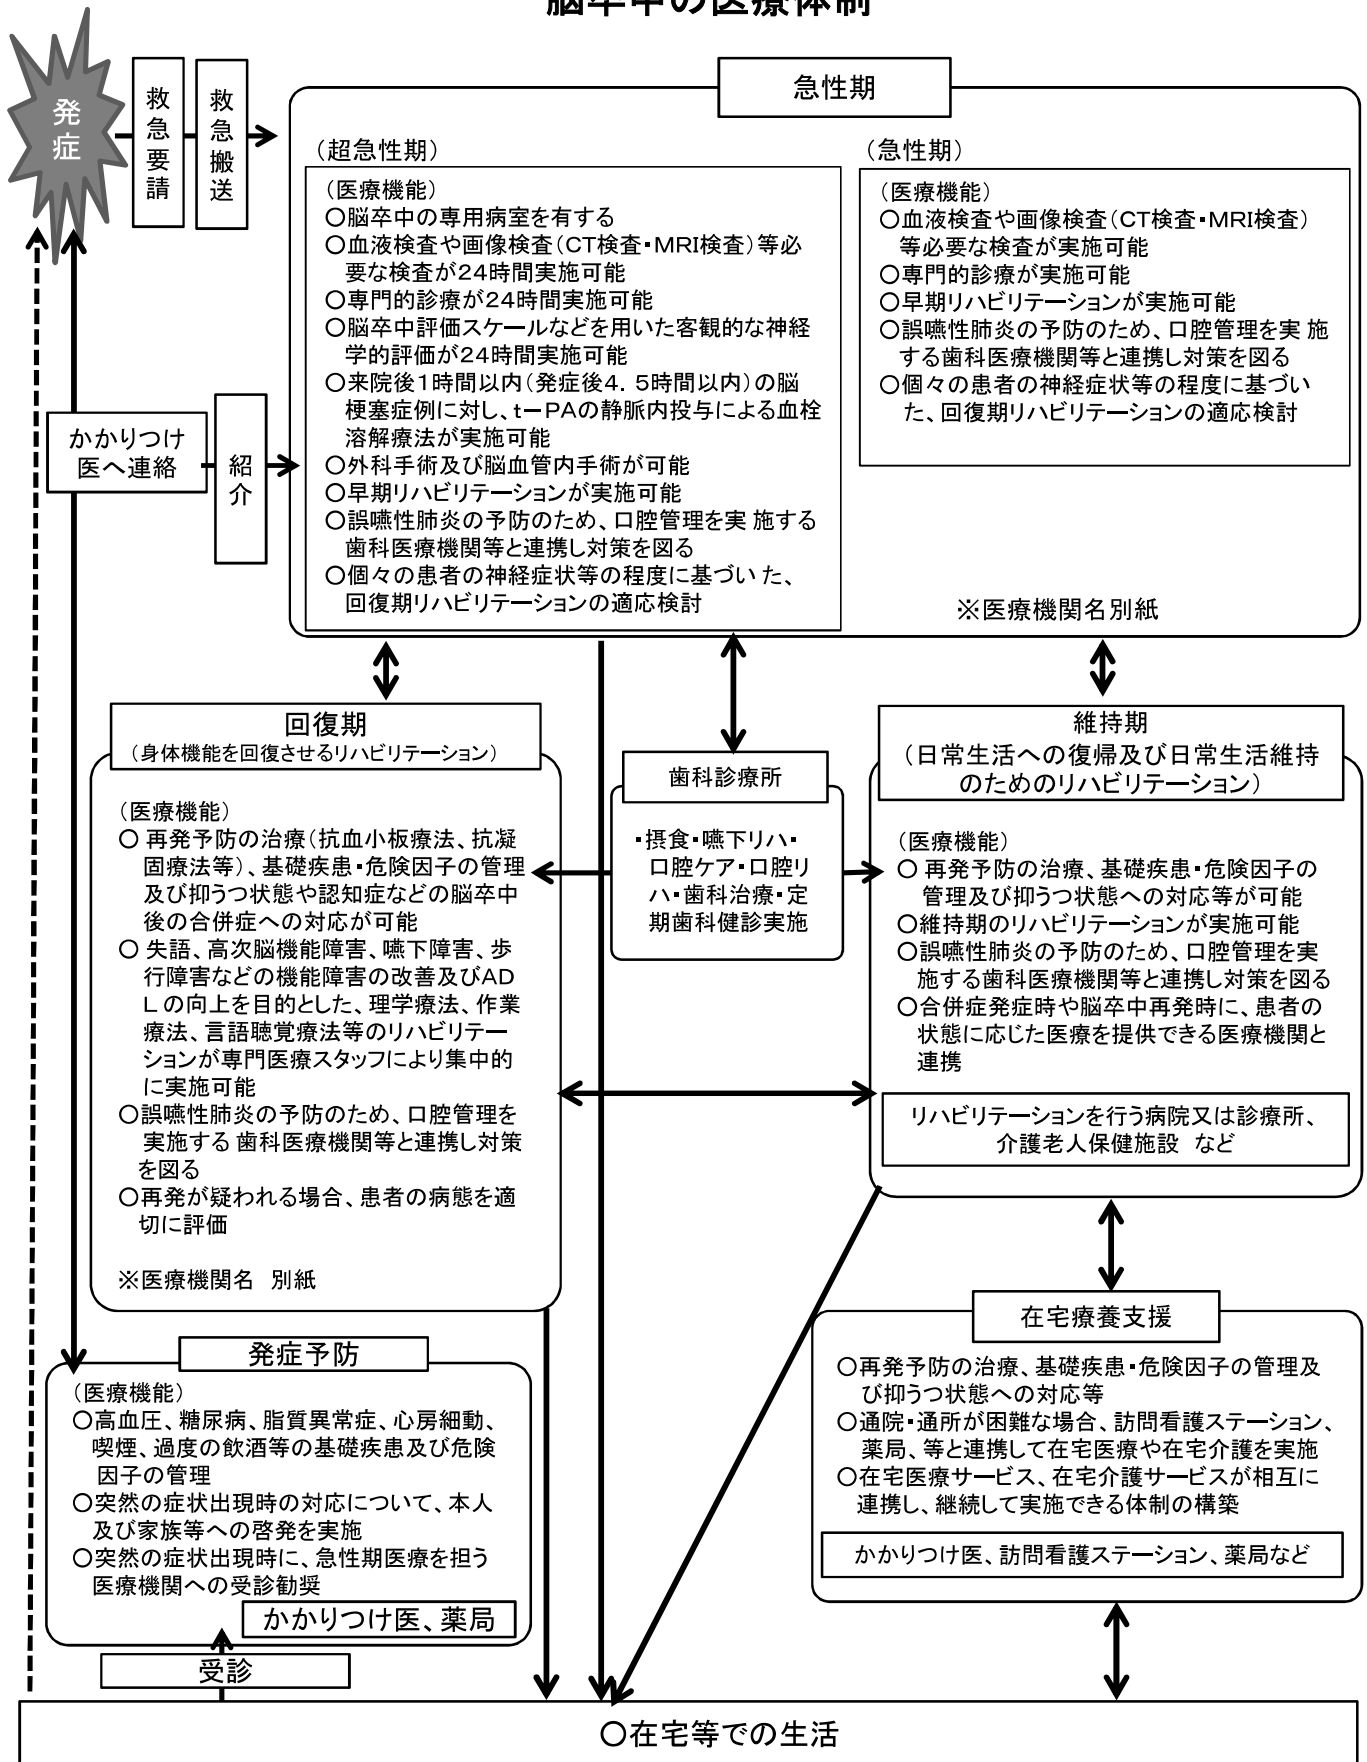 脳卒中の医療体制
発症
救急要請
救急搬送
急性期
（超急性期）
（医療機能）
○脳卒中の専用病室を有する
○血液検査や画像検査（CT検査・MRI検査）等必
要な検査が24時間実施可能
○専門的診療が24時間実施可能
○脳卒中評価スケールなどを用いた客観的な神経
学的評価が24時間実施可能
○来院後1時間以内（発症後4．5時間以内）の脳
梗塞症例に対し、t－PAの静脈内投与による血栓
溶解療法が実施可能
○外科手術及び脳血管内手術が可能
○早期リハビリテーションが実施可能
○誤嚥性肺炎の予防のため、口腔管理を実 施する
歯科医療機関等と連携し対策を図る
○個々の患者の神経症状等の程度に基づい た、
回復期リハビリテーションの適応検討
（急性期）
（医療機能）
○血液検査や画像検査（CT検査・MRI検査）
等必要な検査が実施可能
○専門的診療が実施可能
○早期リハビリテーションが実施可能
○誤嚥性肺炎の予防のため、口腔管理を実 施
する歯科医療機関等と連携し対策を図る
○個々の患者の神経症状等の程度に基づい
た、回復期リハビリテーションの適応検討
※医療機関名別紙
かかりつけ
医へ連絡
紹介
回復期
（身体機能を回復させるリハビリテーション）
（医療機能）
○ 再発予防の治療（抗血小板療法、抗凝
固療法等）、基礎疾患・危険因子の管理
及び抑うつ状態や認知症などの脳卒中
後の合併症への対応が可能
○ 失語、高次脳機能障害、嚥下障害、歩
行障害などの機能障害の改善及びAD
L の向上を目的とした、理学療法、作業
療法、言語聴覚療法等のリハビリテー
ションが専門医療スタッフにより集中的
に実施可能
○誤嚥性肺炎の予防のため、口腔管理を
実施する 歯科医療機関等と連携し対策
を図る
○再発が疑われる場合、患者の病態を適
切に評価
※医療機関名　別紙
歯科診療所
・摂食・嚥下リハ・
口腔ケア・口腔リ
ハ・歯科治療・定
期歯科健診実施
維持期
（日常生活への復帰及び日常生活維持
のためのリハビリテーション）
（医療機能）
○ 再発予防の治療、基礎疾患・危険因子の
管理及び抑うつ状態への対応等が可能
○維持期のリハビリテーションが実施可能
○誤嚥性肺炎の予防のため、口腔管理を実
施する歯科医療機関等と連携し対策を図る
○合併症発症時や脳卒中再発時に、患者の
状態に応じた医療を提供できる医療機関と
連携
リハビリテーションを行う病院又は診療所、
介護老人保健施設　など
発症予防
（医療機能）
○高血圧、糖尿病、脂質異常症、心房細動、
喫煙、過度の飲酒等の基礎疾患及び危険
因子の管理
○突然の症状出現時の対応について、本人
及び家族等への啓発を実施
○突然の症状出現時に、急性期医療を担う
医療機関への受診勧奨
かかりつけ医、薬局
受診
在宅療養支援
○再発予防の治療、基礎疾患・危険因子の管理及
び抑うつ状態への対応等
○通院・通所が困難な場合、訪問看護ステーション、
薬局、等と連携して在宅医療や在宅介護を実施
○在宅医療サービス、在宅介護サービスが相互に
連携し、継続して実施できる体制の構築
かかりつけ医、訪問看護ステーション、薬局など
○在宅等での生活